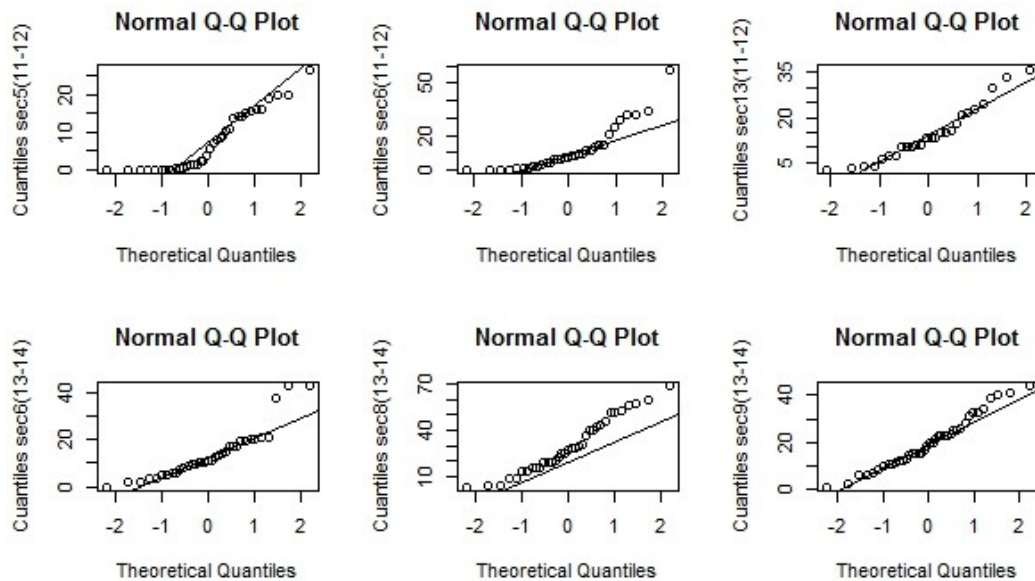 Normal Q-Q Plot
Cuantiles sec5(11-12)
20
10
0
-2 -1 0 1 2
Theoretical Quantiles
Normal Q-Q Plot
Cuantiles sec6(11-12)
50
20
0
-2 -1 0 1 2
Theoretical Quantiles
Normal Q-Q Plot
Cuantiles sec13(11-12)
35
20
5
-2 -1 0 1 2
Theoretical Quantiles
Normal Q-Q Plot
Cuantiles sec6(13-14)
40
20
0
-2 -1 0 1 2
Theoretical Quantiles
Normal Q-Q Plot
Cuantiles sec8(13-14)
70
40
10
-2 -1 0 1 2
Theoretical Quantiles
Normal Q-Q Plot
Cuantiles sec9(13-14)
40
20
0
-2 -1 0 1 2
Theoretical Quantiles